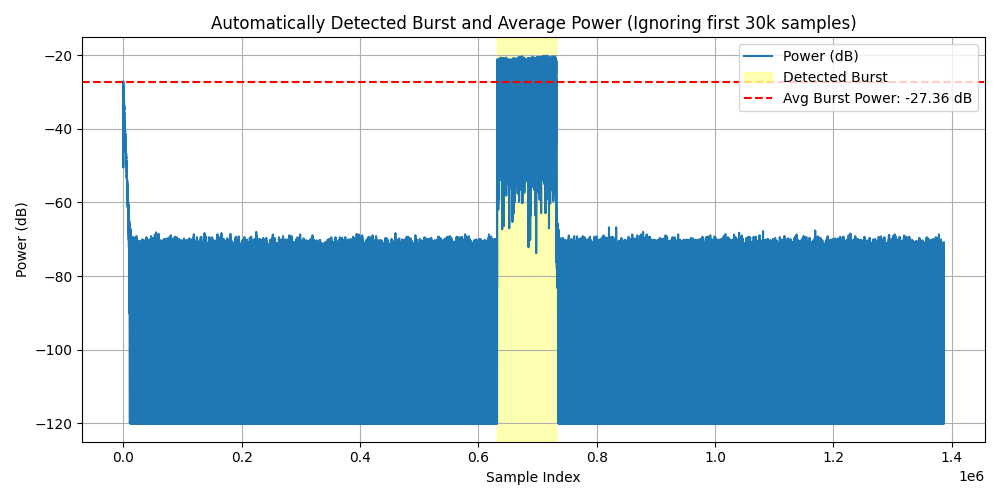 Automatically Detected Burst and Average Power (Ignoring first 30k samples)
Power (dB)
Detected Burst
Avg Burst Power: -27.36 dB
Power (dB)
−20
−40
−60
−80
−100
−120
0.0 0.2 0.4 0.6 0.8 1.0 1.2 1.4
1e6
Sample Index